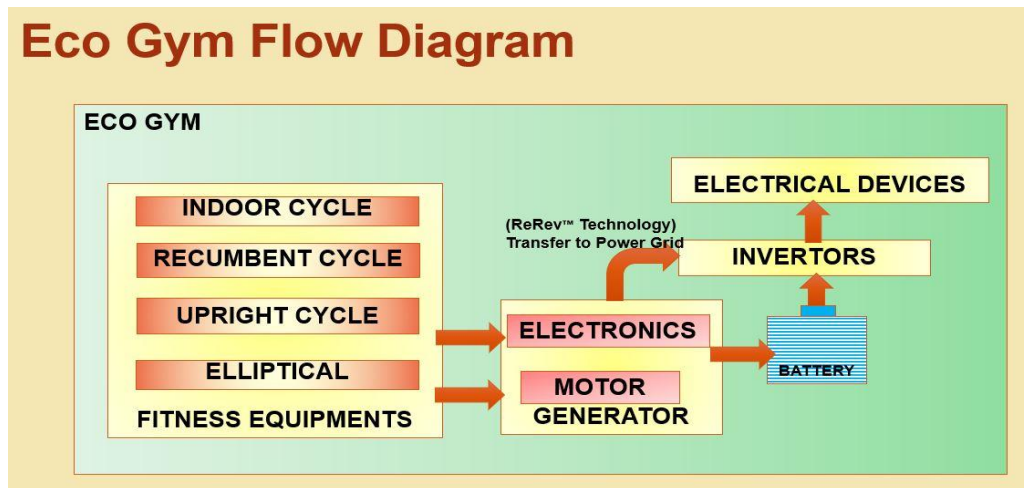 Eco Gym Flow Diagram
ECO GYM
INDOOR CYCLE
RECUMBENT CYCLE
UPRIGHT CYCLE
ELLIPTICAL
FITNESS EQUIPMENTS
(ReRev™ Technology)
Transfer to Power Grid
ELECTRONICS
MOTOR
GENERATOR
ELECTRICAL DEVICES
INVERTORS
BATTERY